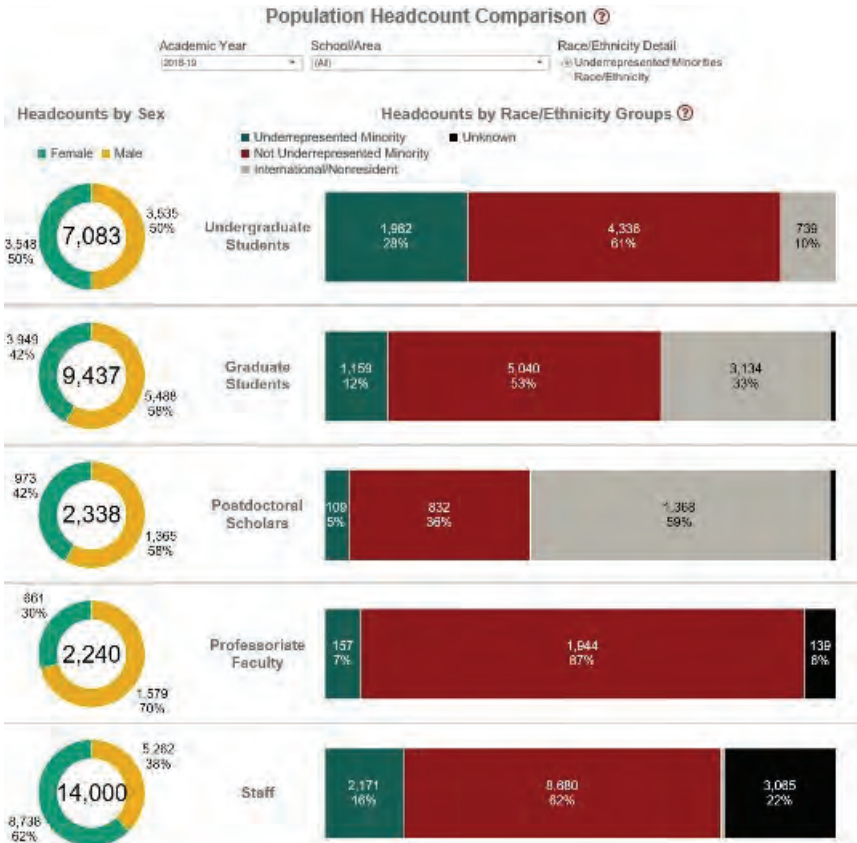 Population Headcount Comparison ?
Academic Year
School/Area
Race/Ethnicity Detail
2018-19
(All)
Underrepresented Minorities
Race/Ethnicity
Headcounts by Sex
Headcounts by Race/Ethnicity Groups ?
Female Male
Underrepresented Minority
Unknown
Not Underrepresented Minority
International/Nonresident
3,548
50%
7,083
3,535
50%
Undergraduate
Students
1,962
28%
4,336
61%
739
10%
3,949
42%
9,437
5,488
58%
Graduate
Students
1,159
12%
5,040
53%
3,134
33%
973
42%
2,338
1,365
58%
Postdoctoral
Scholars
109
5%
832
36%
1,368
59%
661
30%
2,240
1,579
70%
Professoriate
Faculty
157
7%
1,944
87%
139
6%
5,262
38%
14,000
8,738
62%
Staff
2,171
16%
8,680
62%
3,065
22%